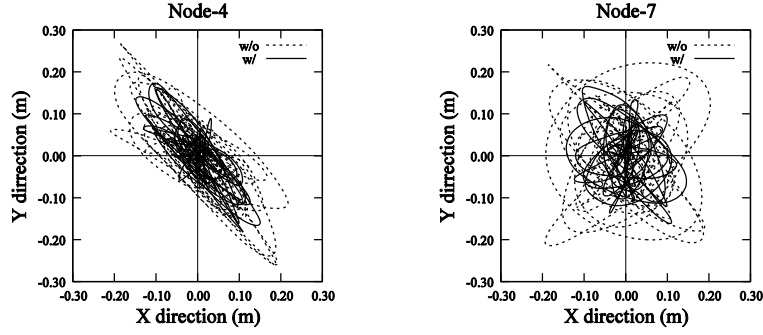 Node-4
Y dirrection (m)
0.30
0.20
0.10
0.00
-0.10
-0.20
-0.30
w/o
w/
-0.30 -0.20 -0.10 0.00 0.10 0.20 0.30
X direction (m)
Node-7
Y dirrection (m)
0.30
0.20
0.10
0.00
-0.10
-0.20
-0.30
w/o
w/
-0.30 -0.20 -0.10 0.00 0.10 0.20 0.30
X direction (m)